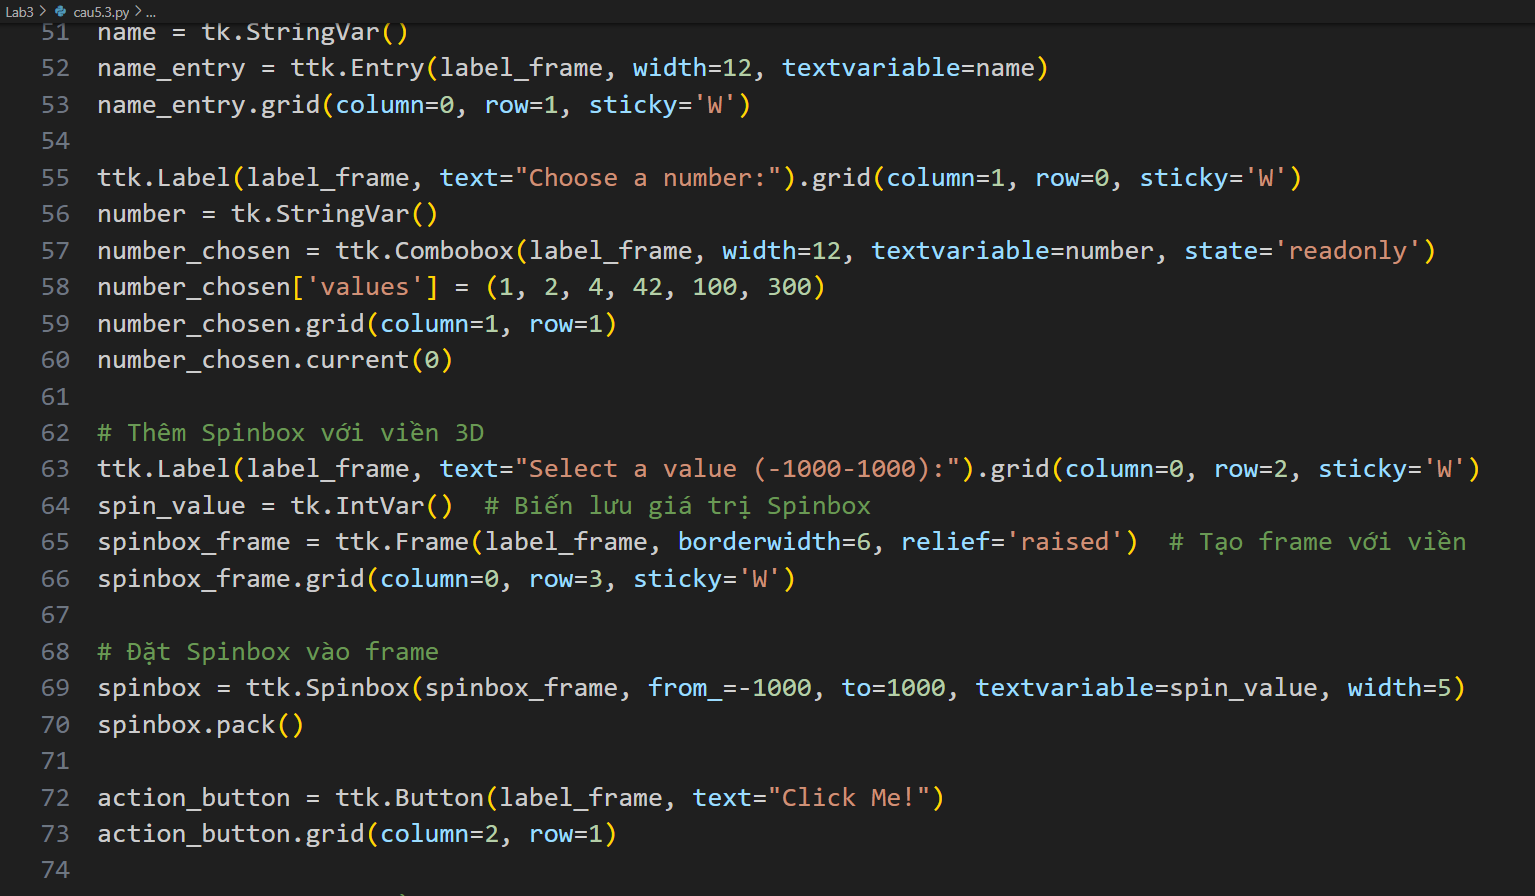 Lab3 > cau5.3.py > ...
51 name = tk.StringVar()
52 name_entry = ttk.Entry(label_frame, width=12, textvariable=name)
53 name_entry.grid(column=0, row=1, sticky='W')
54
55 ttk.Label(label_frame, text="Choose a number:").grid(column=1, row=0, sticky='W')
56 number = tk.StringVar()
57 number_chosen = ttk.Combobox(label_frame, width=12, textvariable=number, state='readonly')
58 number_chosen['values'] = (1, 2, 4, 42, 100, 300)
59 number_chosen.grid(column=1, row=1)
60 number_chosen.current(0)
61
62 # Thêm Spinbox với viền 3D
63 ttk.Label(label_frame, text="Select a value (-1000-1000):").grid(column=0, row=2, sticky='W')
64 spin_value = tk.IntVar()  # Biến lưu giá trị Spinbox
65 spinbox_frame = ttk.Frame(label_frame, borderwidth=6, relief='raised')  # Tạo frame với viền
66 spinbox_frame.grid(column=0, row=3, sticky='W')
67
68 # Đặt Spinbox vào frame
69 spinbox = ttk.Spinbox(spinbox_frame, from_=-1000, to=1000, textvariable=spin_value, width=5)
70 spinbox.pack()
71
72 action_button = ttk.Button(label_frame, text="Click Me!")
73 action_button.grid(column=2, row=1)
74